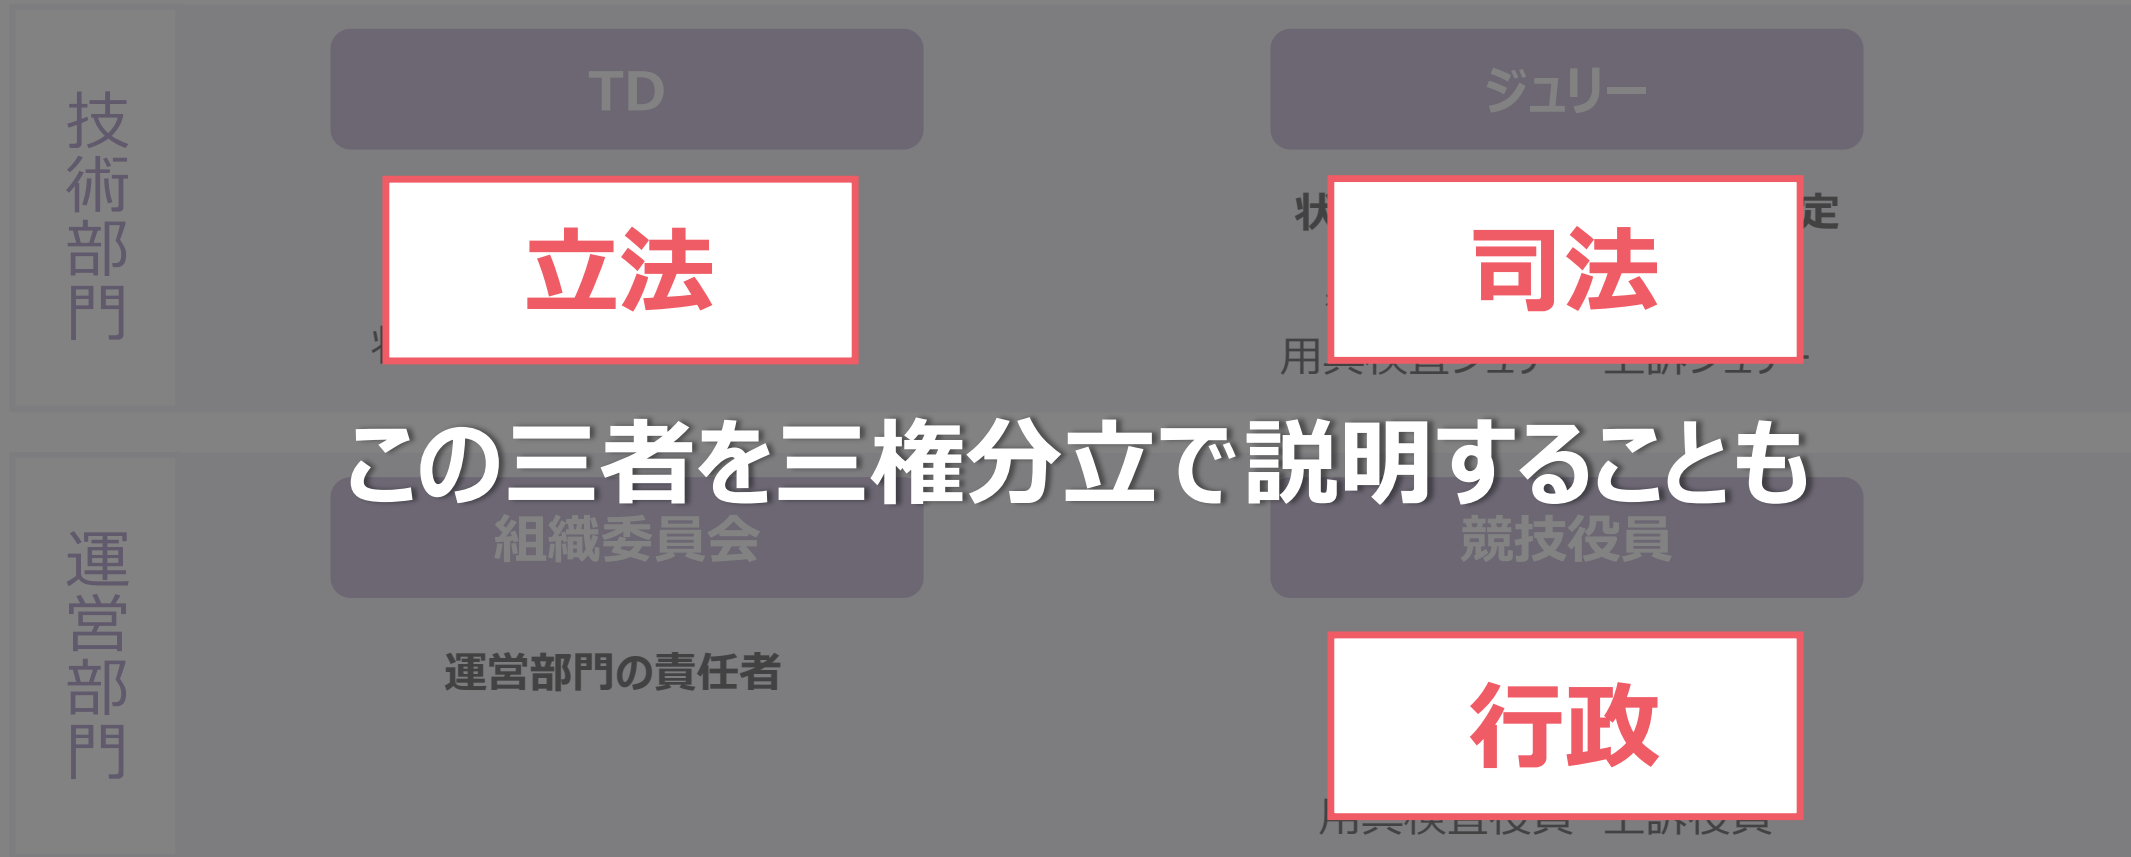 技術部門
TD
ジュリー
立法
司法
この三者を三権分立で説明することも
運営部門
組織委員会
競技役員
運営部門の責任者
行政